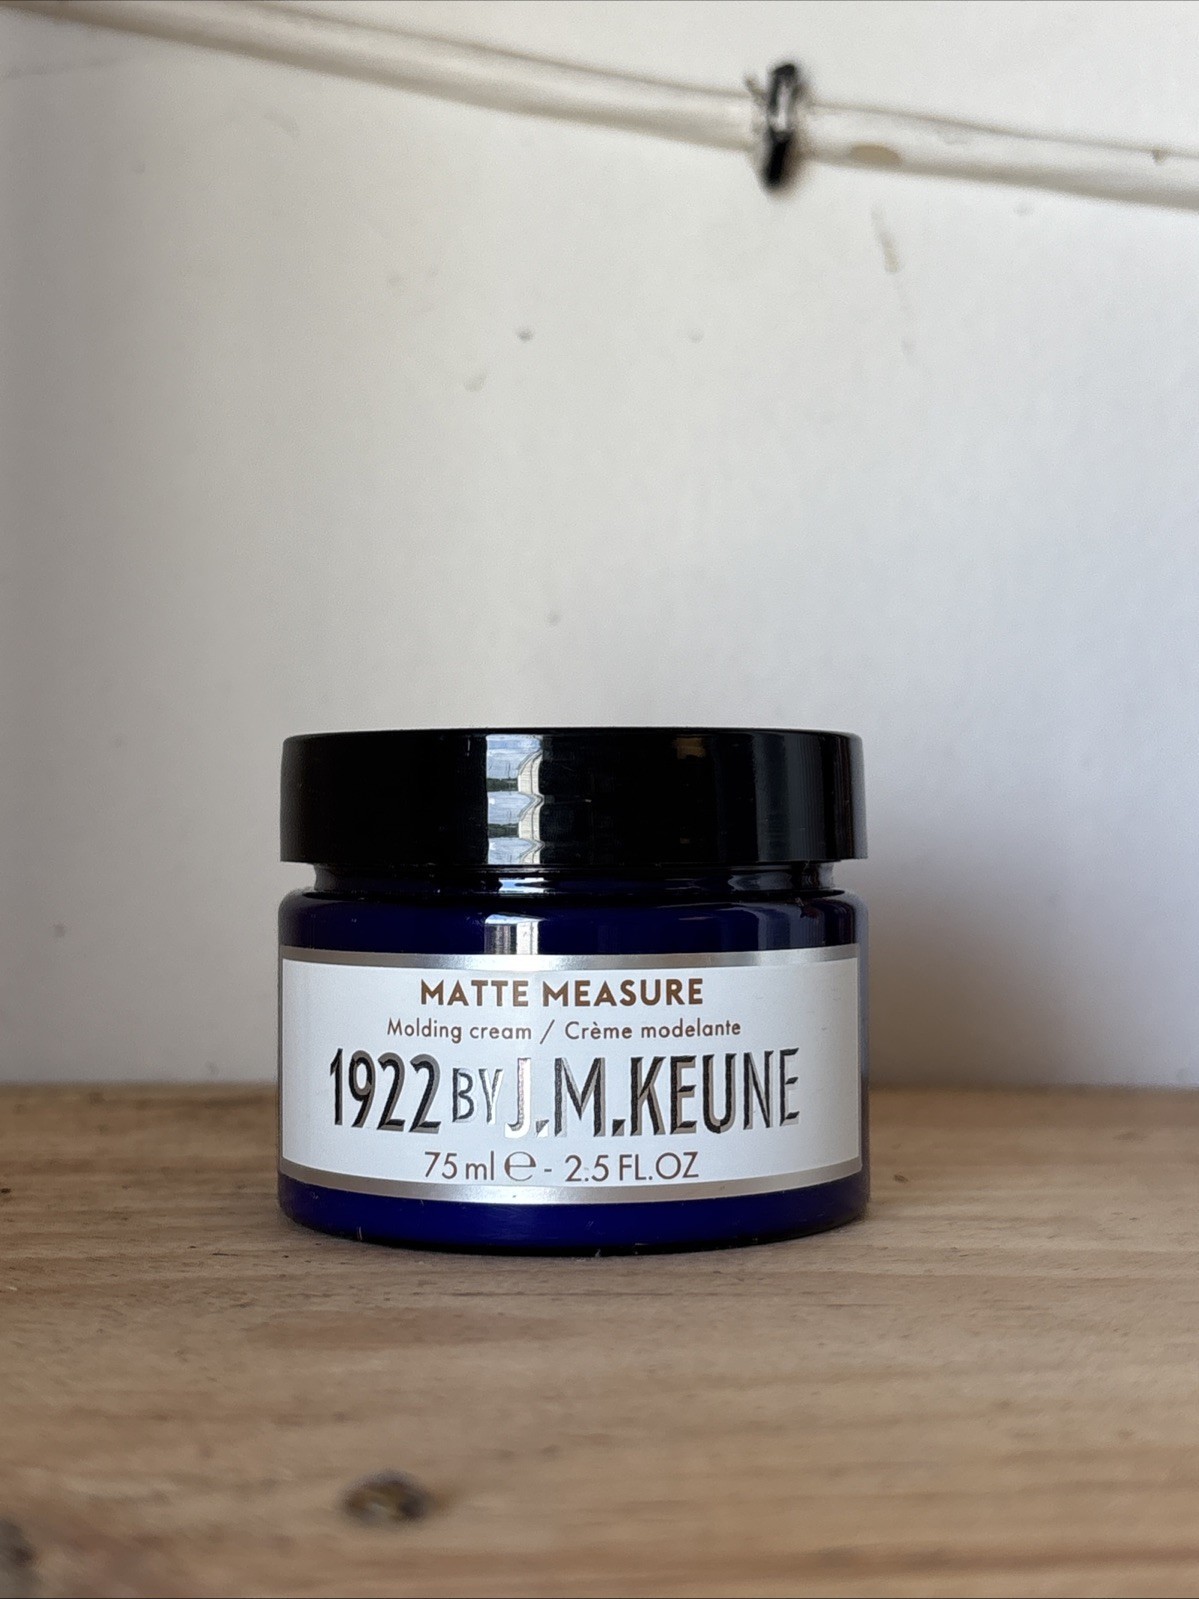 MATTE MEASURE
Molding cream / Crème modelante
1922 BY J.M.KEUNE
75 ml ℮ - 2.5 FL.OZ